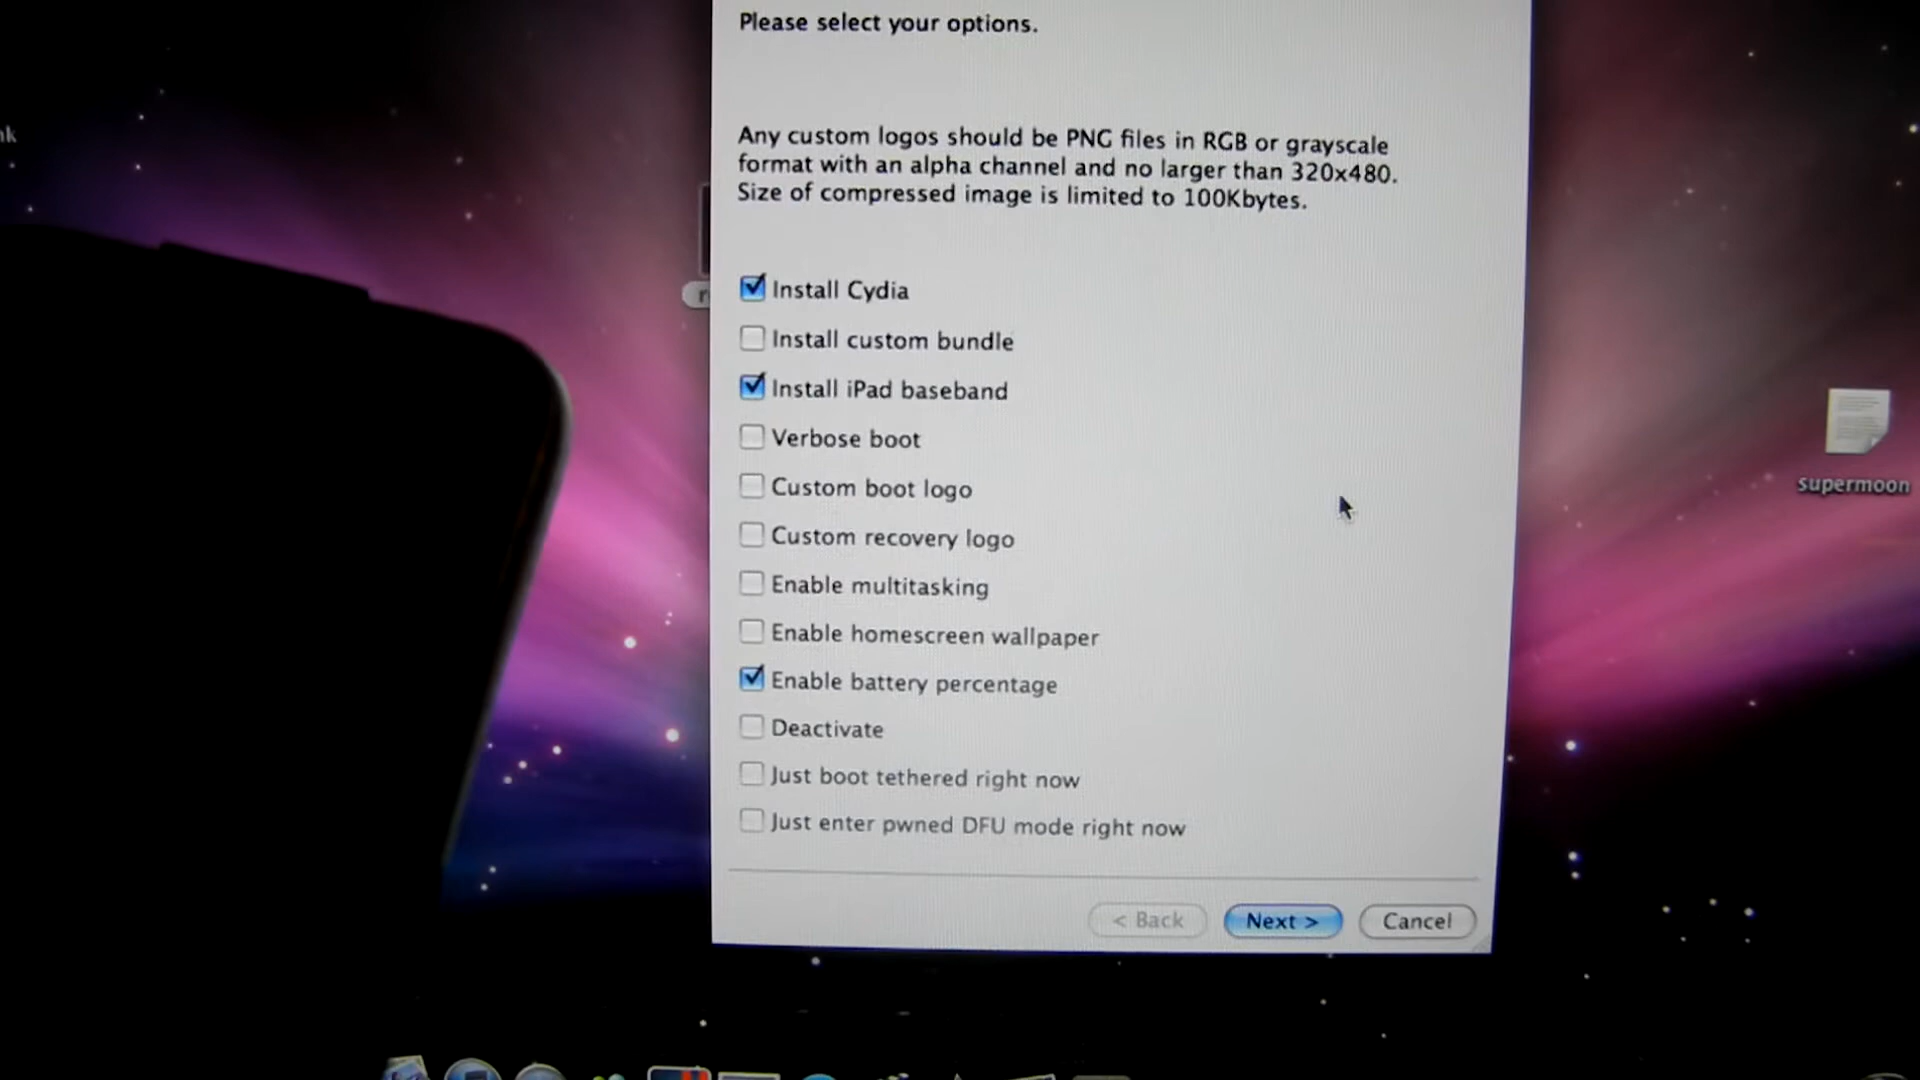 Please select your options.
Any custom logos should be PNG files in RGB or grayscale
format with an alpha channel and no larger than 320x480.
Size of compressed image is limited to 100Kbytes.
Install Cydia
Install custom bundle
Install iPad baseband
Verbose boot
Custom boot logo
Custom recovery logo
Enable multitasking
Enable homescreen wallpaper
Enable battery percentage
Deactivate
Just boot tethered right now
Just enter pwned DFU mode right now
< Back
Next >
Cancel
supermoon